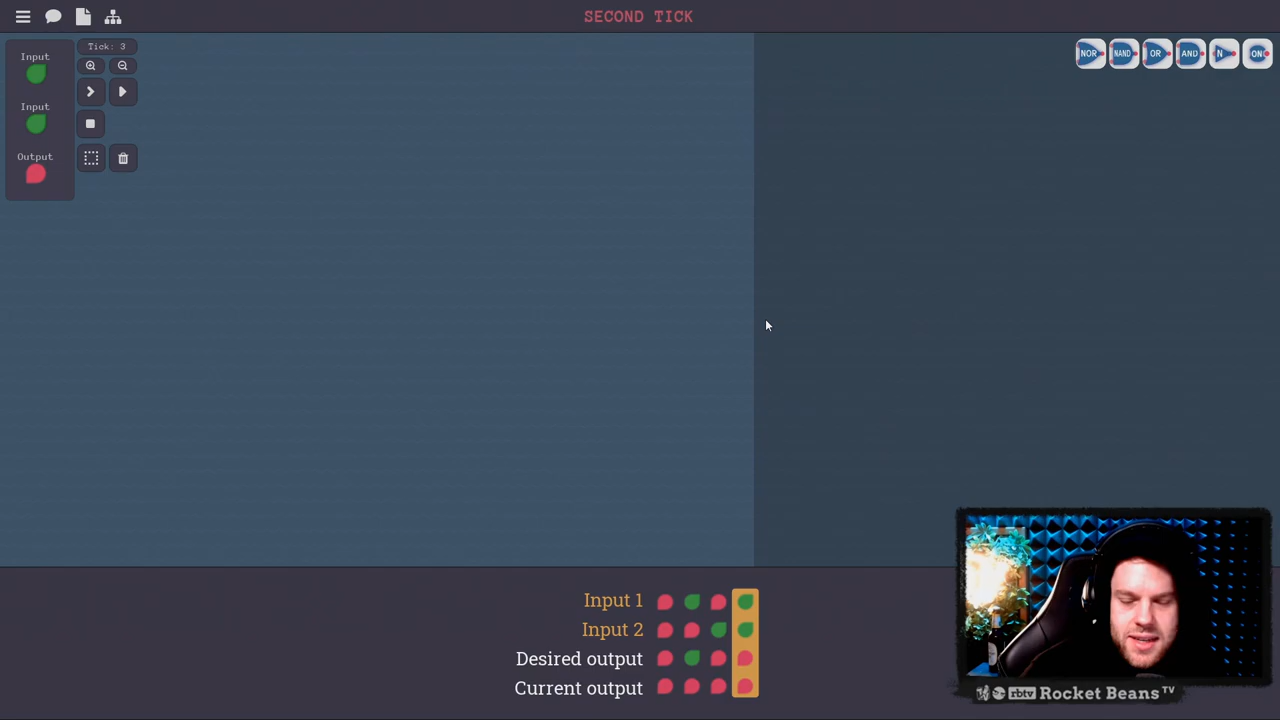 SECOND TICK
Input
Input
Output
Tick: 3
NOR
NAND
OR
AND
N
ON
Input 1
Input 2
Desired output
Current output
rbtv Rocket Beans TV